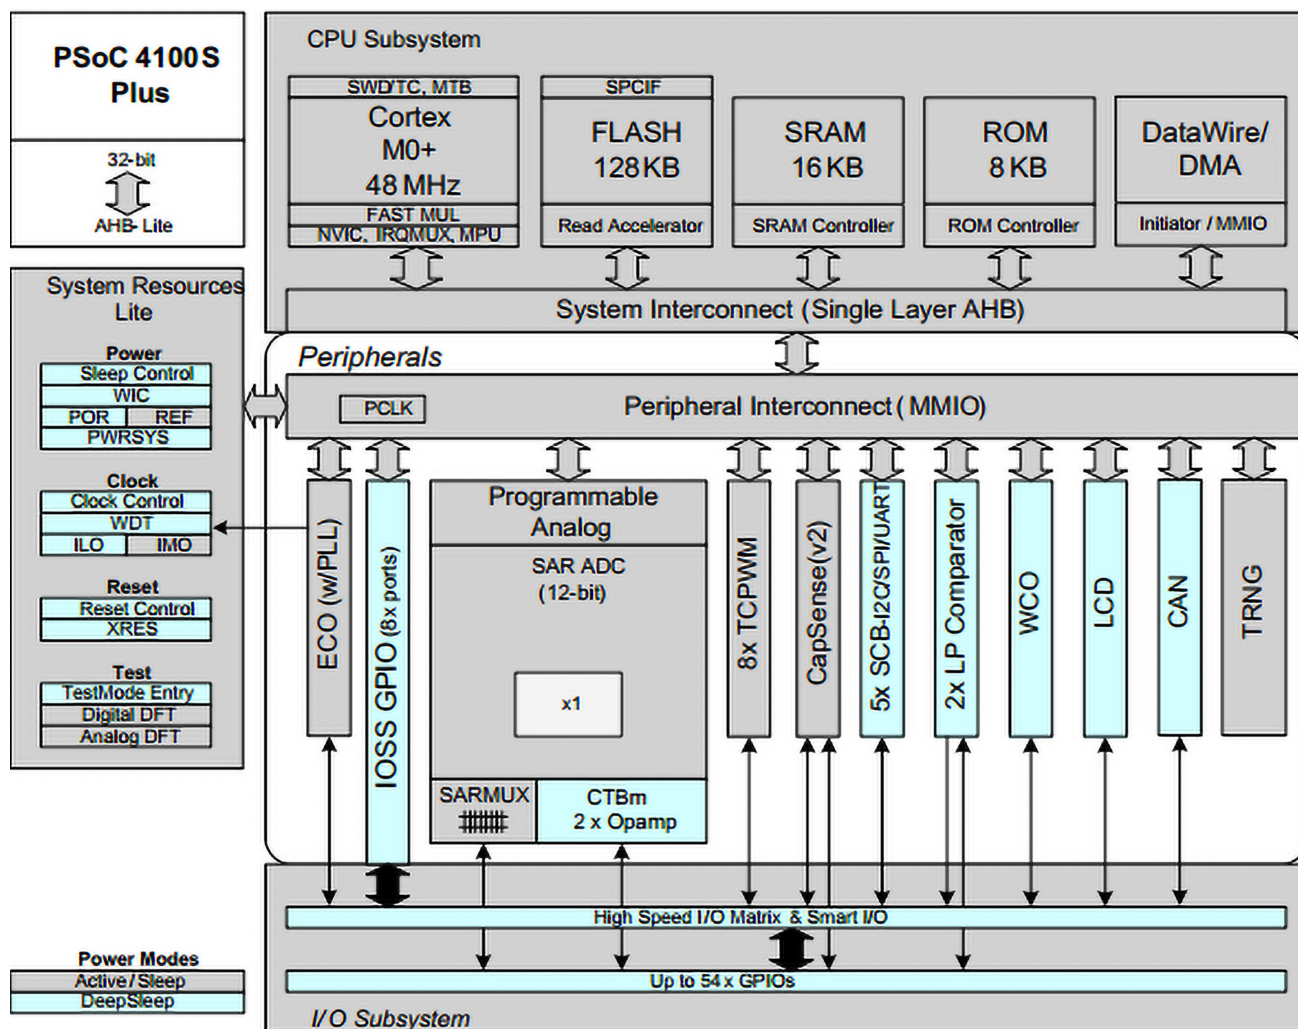 PSoC 4100S
Plus
32-bit
AHB-Lite
CPU Subsystem
SWD/TC, MTB
Cortex
M0+
48 MHz
FAST MUL
NVIC, IRQMUX, MPU
SPCIF
FLASH
128 KB
Read Accelerator
SRAM
16 KB
SRAM Controller
ROM
8 KB
ROM Controller
DataWire/
DMA
Initiator / MMIO
System Interconnect (Single Layer AHB)
System Resources
Lite
Power
Sleep Control
WIC
POR REF
PWRSYS
Clock
Clock Control
WDT
ILO IMO
Reset
Reset Control
XRES
Test
TestMode Entry
Digital DFT
Analog DFT
Peripherals
PCLK
Peripheral Interconnect (MMIO)
ECO (w/PLL)
IOSS GPIO (8x ports)
Programmable
Analog
SAR ADC
(12-bit)
x1
SARMUX
CTBm
2 x Opamp
8x TCPWM
CapSense(v2)
5x SCB-I2C/SPI/UART
2x LP Comparator
WCO
LCD
CAN
TRNG
High Speed I/O Matrix & Smart I/O
Up to 54x GPIOs
I/O Subsystem
Power Modes
Active/Sleep
DeepSleep